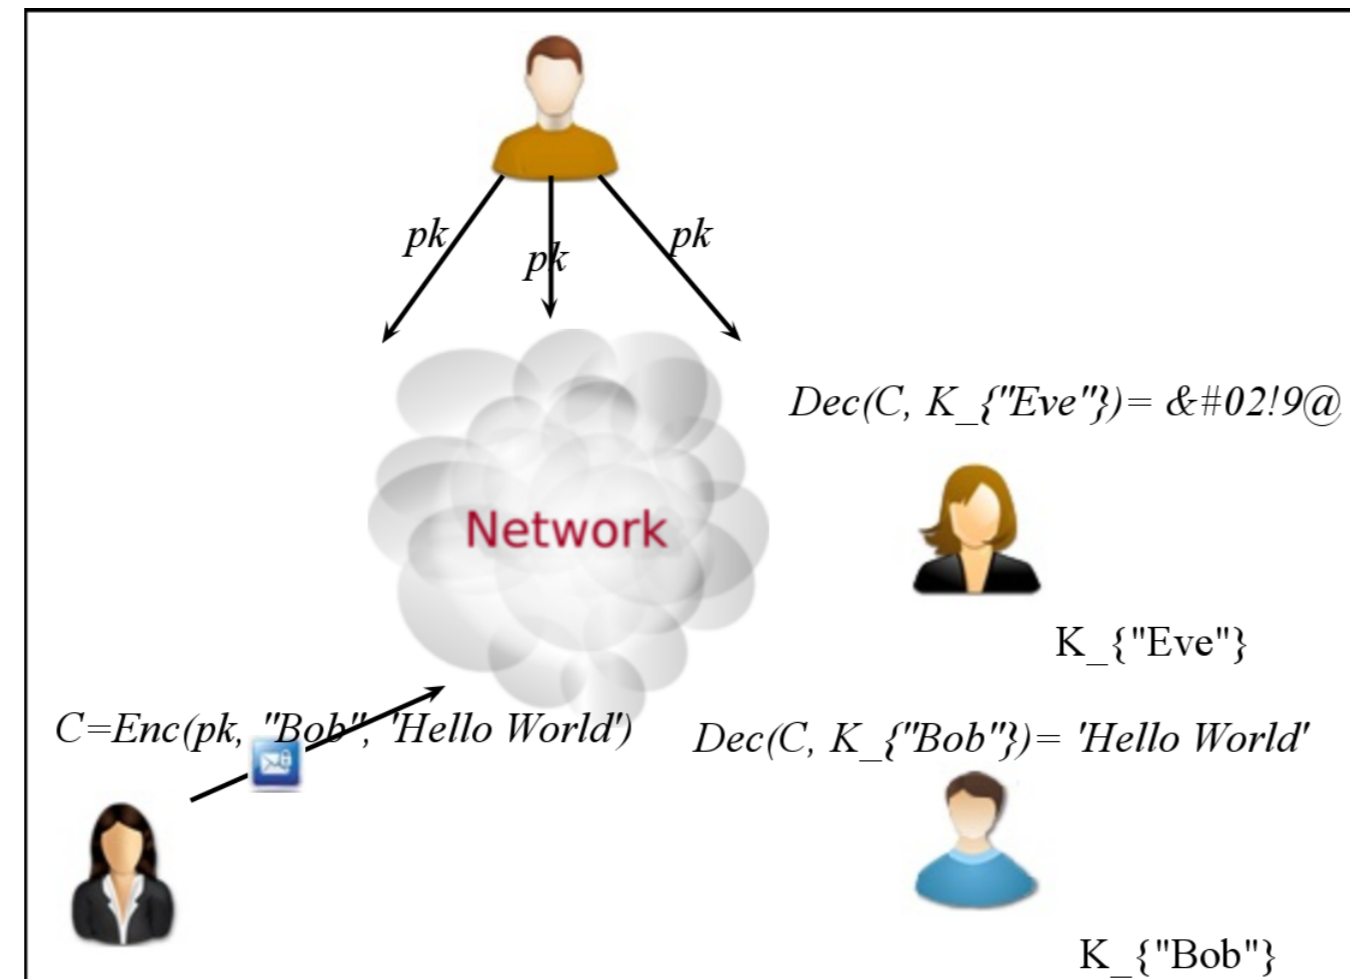 pk
pk
pk
Dec(C, K_{"Eve"})= &#02!9@
Network
K_{"Eve"}
C=Enc(pk, "Bob", 'Hello World')
Dec(C, K_{"Bob"})= 'Hello World'
K_{"Bob"}